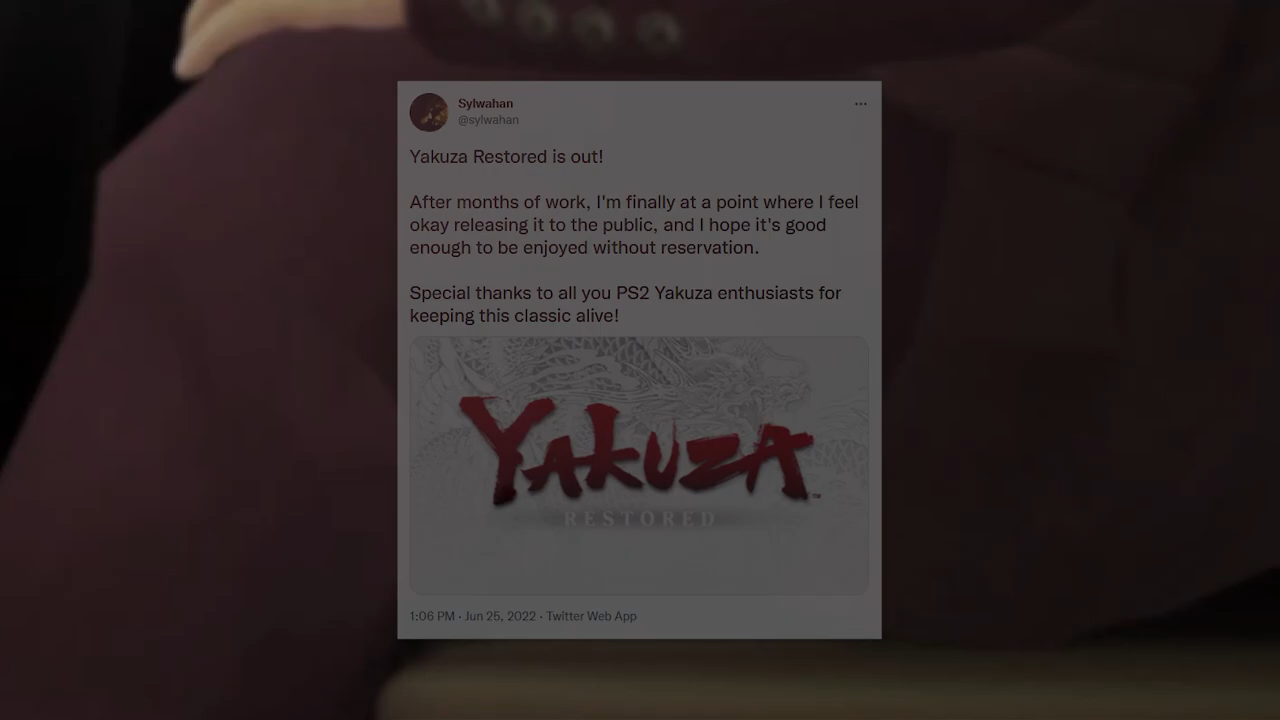 Sylwahan
@sylwahan
Yakuza Restored is out!
After months of work, I'm finally at a point where I feel
okay releasing it to the public, and I hope it's good
enough to be enjoyed without reservation.
Special thanks to all you PS2 Yakuza enthusiasts for
keeping this classic alive!
YAKUZA™
RESTORED
1:06 PM · Jun 25, 2022 · Twitter Web App